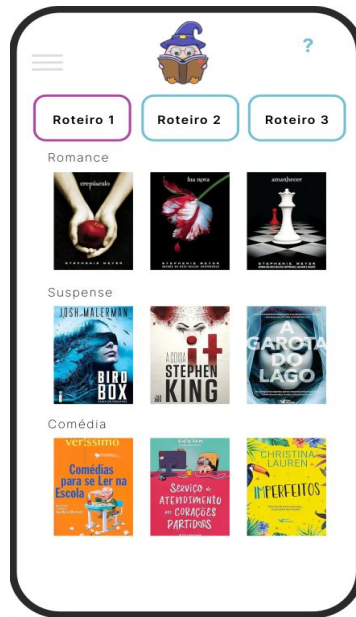 ?
Roteiro 1
Roteiro 2
Roteiro 3
Romance
crepúsculo
STEPHENIE MEYER
lua nova
STEPHENIE MEYER
amanhecer
STEPHENIE MEYER
Suspense
JOSH MALERMAN
BIRD
BOX
A COISA
it
STEPHEN
KING
A
GAROTA
DO
LAGO
Comédia
verissimo
Comédias
para se Ler na
Escola
SERVIÇO de
ATENDIMENTO
aos CORAÇÕES
PARTIDOS
CHRISTINA
LAUREN
IMPERFEITOS